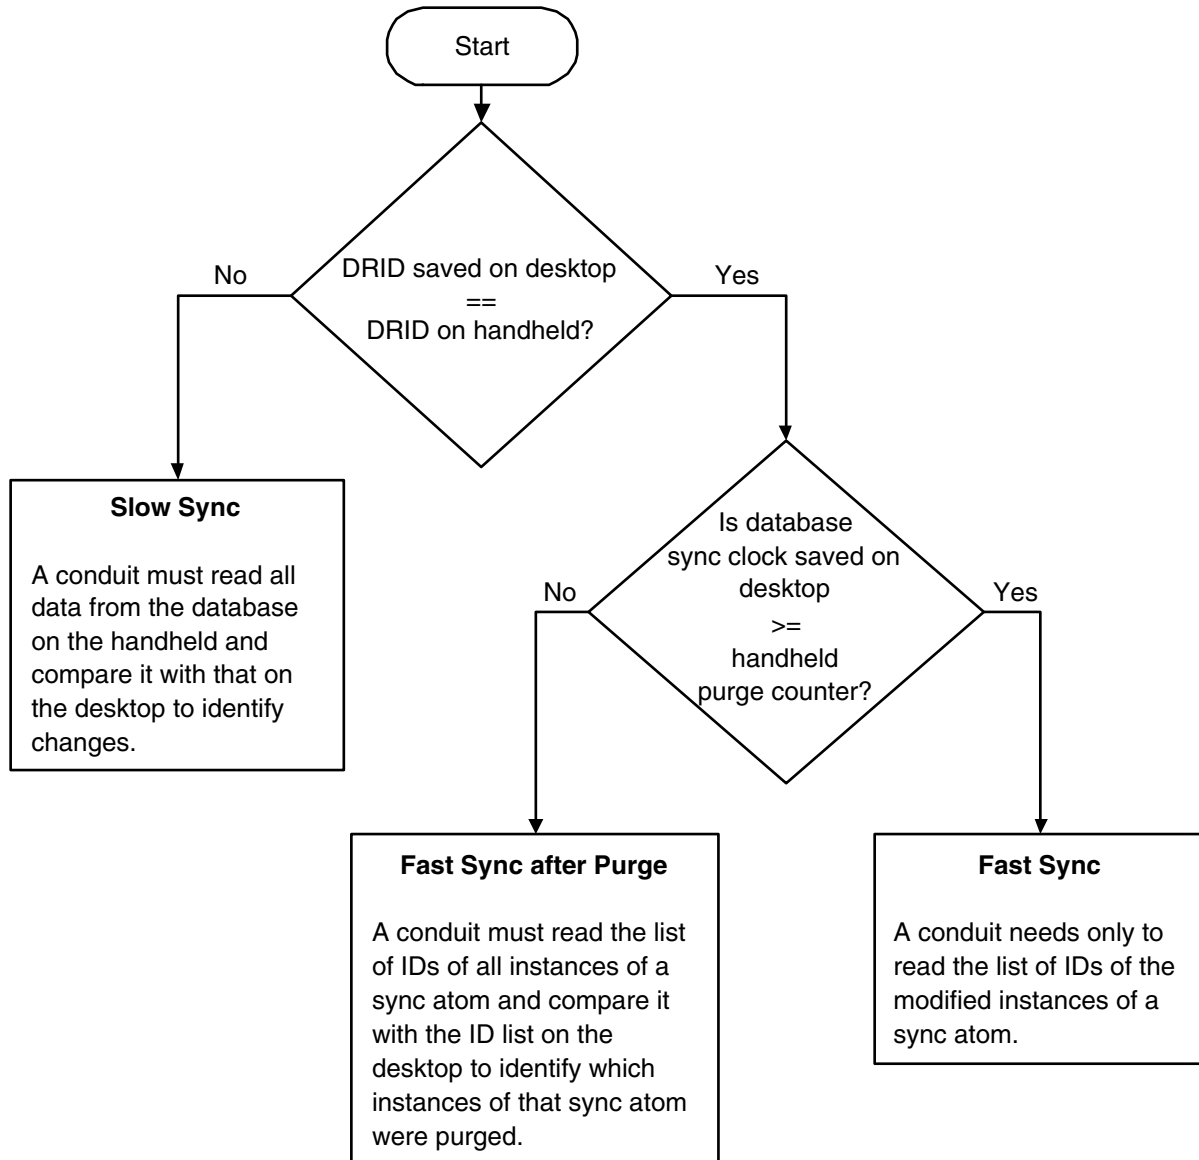 Start
DRID saved on desktop
==
DRID on handheld?
No
Yes
Slow Sync
A conduit must read all
data from the database
on the handheld and
compare it with that on
the desktop to identify
changes.
Is database
sync clock saved on
desktop
>=
handheld
purge counter?
No
Yes
Fast Sync after Purge
A conduit must read the list
of IDs of all instances of a
sync atom and compare it
with the ID list on the
desktop to identify which
instances of that sync atom
were purged.
Fast Sync
A conduit needs only to
read the list of IDs of the
modified instances of a
sync atom.